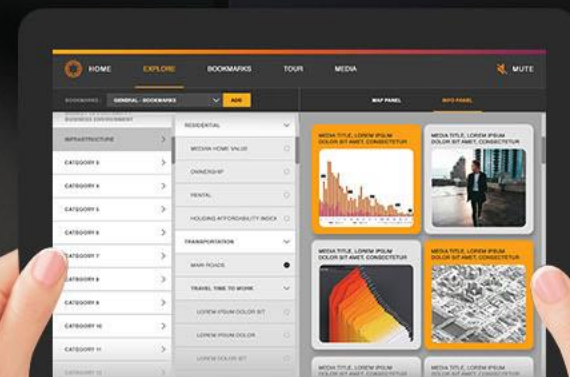 HOME
EXPLORE
BOOKMARKS
TOUR
MEDIA
MUTE
BOOKMARKS
GENERAL - BOOKMARKS
ADD
MAP PANEL
INFO PANEL
BUSINESS ENVIRONMENT
INFRASTRUCTURE
CATEGORY 3
CATEGORY 4
CATEGORY 5
CATEGORY 6
CATEGORY 7
CATEGORY 8
CATEGORY 9
CATEGORY 10
CATEGORY 11
CATEGORY 12
RESIDENTIAL
MEDIAN HOME VALUE
OWNERSHIP
RENTAL
HOUSING AFFORDABILITY INDEX
TRANSPORTATION
MAIN ROADS
TRAVEL TIME TO WORK
LOREM IPSUM DOLOR SIT
LOREM IPSUM DOLOR
LOREM DOLOR SIT
MEDIA TITLE, LOREM IPSUM
DOLOR SIT AMET, CONSECTETUR
MEDIA TITLE, LOREM IPSUM
DOLOR SIT AMET, CONSECTETUR
MEDIA TITLE, LOREM IPSUM
DOLOR SIT AMET, CONSECTETUR
MEDIA TITLE, LOREM IPSUM
DOLOR SIT AMET, CONSECTETUR
MEDIA TITLE, LOREM IPSUM
DOLOR SIT AMET, CONSECTETUR
MEDIA TITLE, LOREM IPSUM
DOLOR SIT AMET, CONSECTETUR